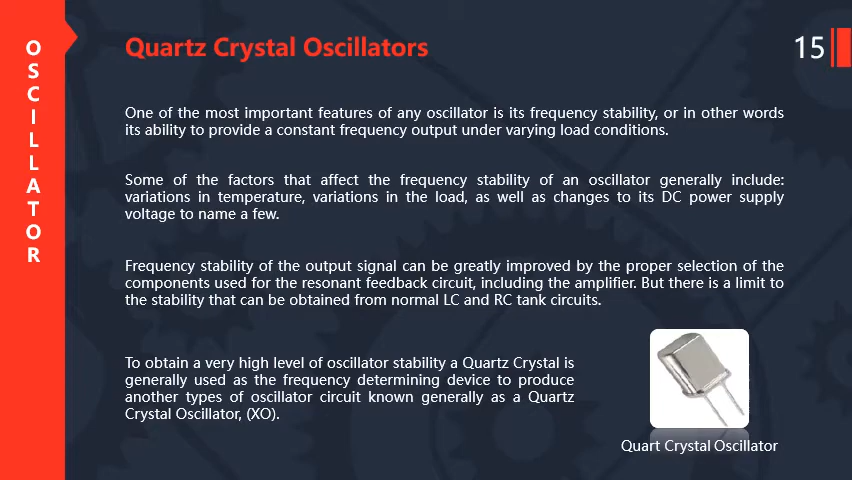 OSCILLATOR
Quartz Crystal Oscillators
15
One of the most important features of any oscillator is its frequency stability, or in other words
its ability to provide a constant frequency output under varying load conditions.
Some of the factors that affect the frequency stability of an oscillator generally include:
variations in temperature, variations in the load, as well as changes to its DC power supply
voltage to name a few.
Frequency stability of the output signal can be greatly improved by the proper selection of the
components used for the resonant feedback circuit, including the amplifier. But there is a limit to
the stability that can be obtained from normal LC and RC tank circuits.
To obtain a very high level of oscillator stability a Quartz Crystal is
generally used as the frequency determining device to produce
another types of oscillator circuit known generally as a Quartz
Crystal Oscillator, (XO).
Quart Crystal Oscillator